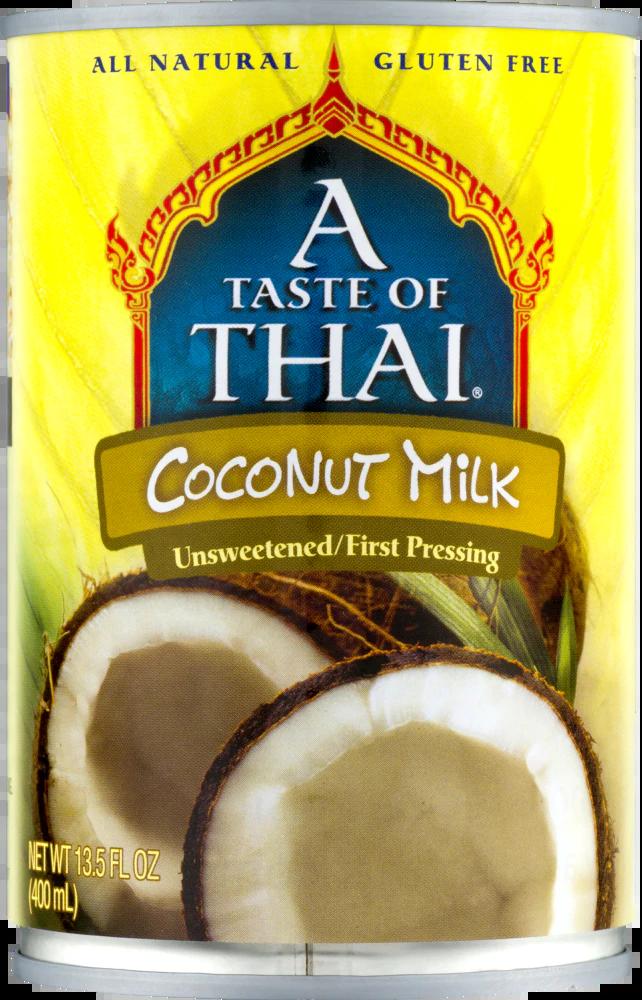 ALL NATURAL GLUTEN FREE
A
TASTE OF
THAI®
COCONUT MiLK
Unsweetened/First Pressing
NET WT 13.5 FL OZ
(400 mL)